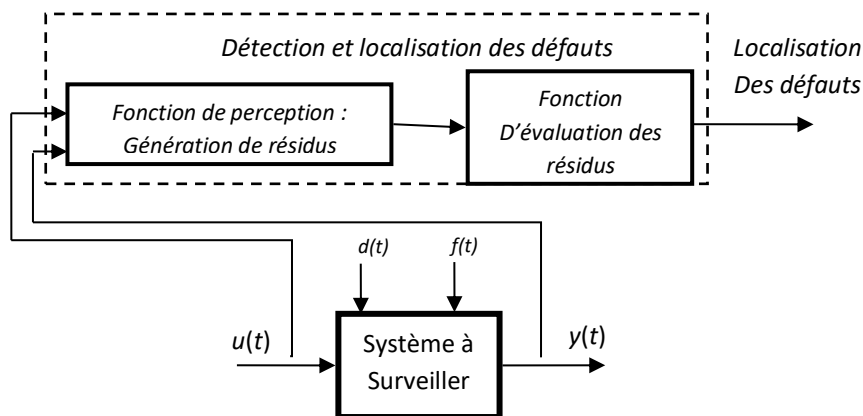 Détection et localisation des défauts
Localisation
Des défauts
Fonction de perception :
Génération de résidus
Fonction
D'évaluation des
résidus
d(t)
f(t)
u(t)
Système à
Surveiller
y(t)